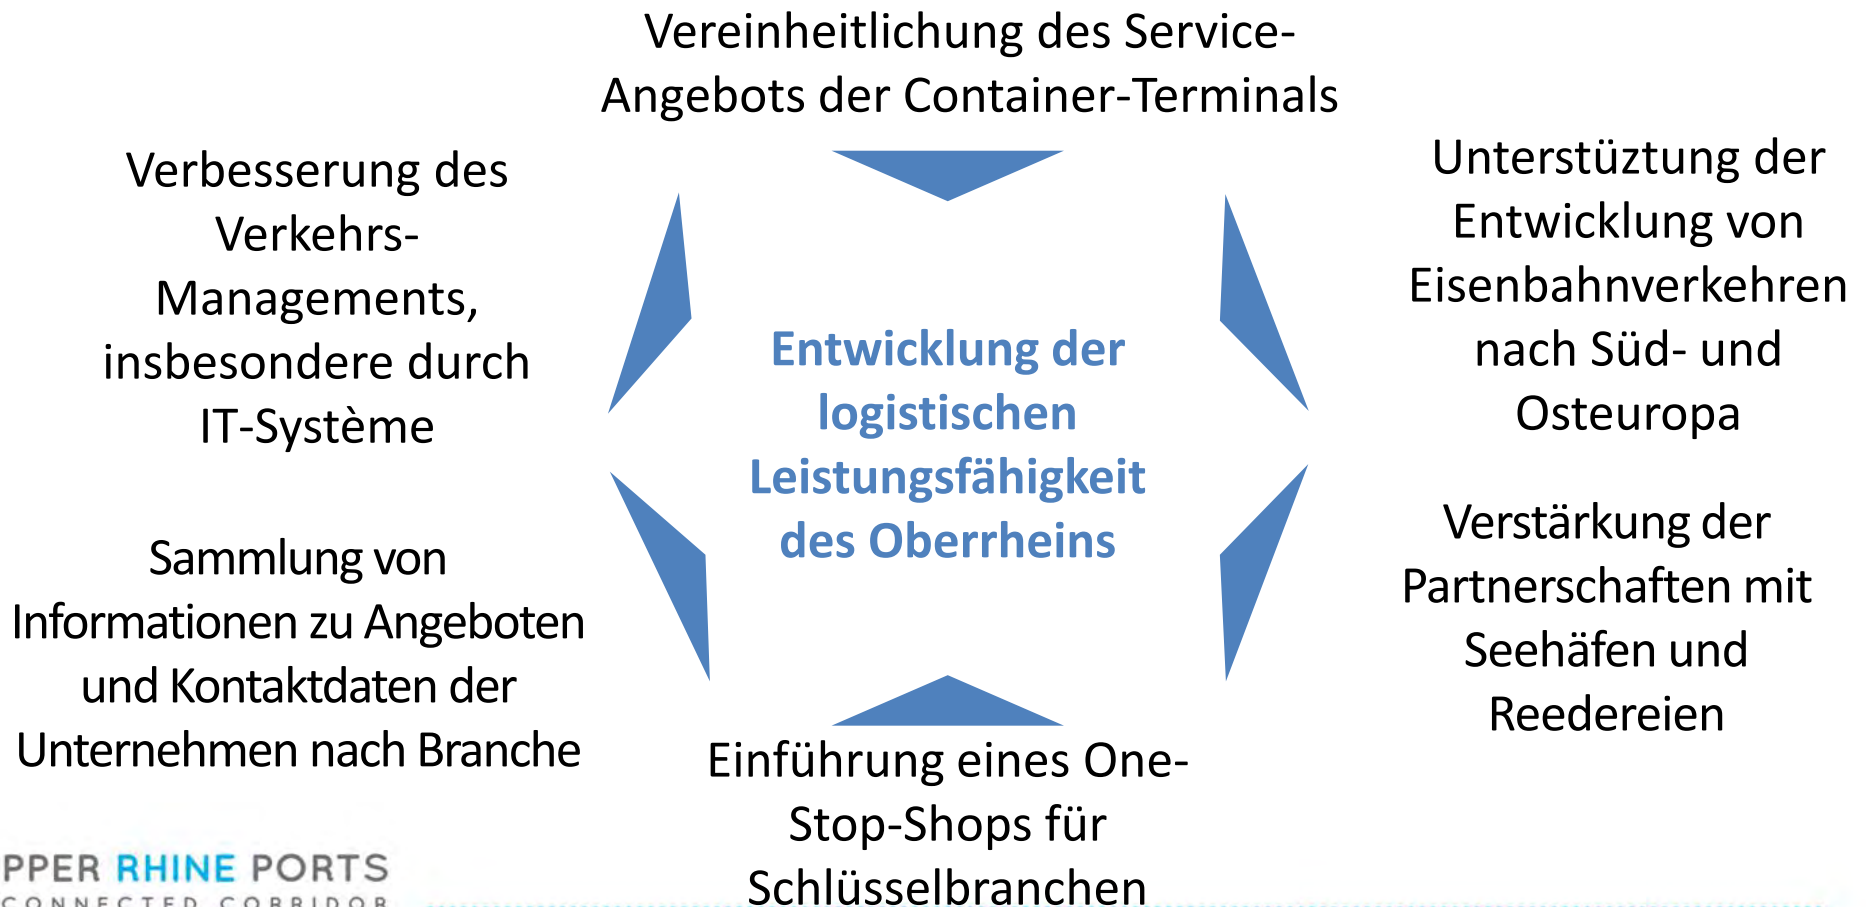 Vereinheitlichung des Service-
Angebots der Container-Terminals
Verbesserung des
Verkehrs-
Managements,
insbesondere durch
IT-Système
Unterstüztung der
Entwicklung von
Eisenbahnverkehren
nach Süd- und
Osteuropa
Entwicklung der
logistischen
Leistungsfähigkeit
des Oberrheins
Sammlung von
Informationen zu Angeboten
und Kontaktdaten der
Unternehmen nach Branche
Verstärkung der
Partnerschaften mit
Seehäfen und
Reedereien
Einführung eines One-
Stop-Shops für
Schlüsselbranchen
PPER RHINE PORTS
CONNECTED CORRIDOR